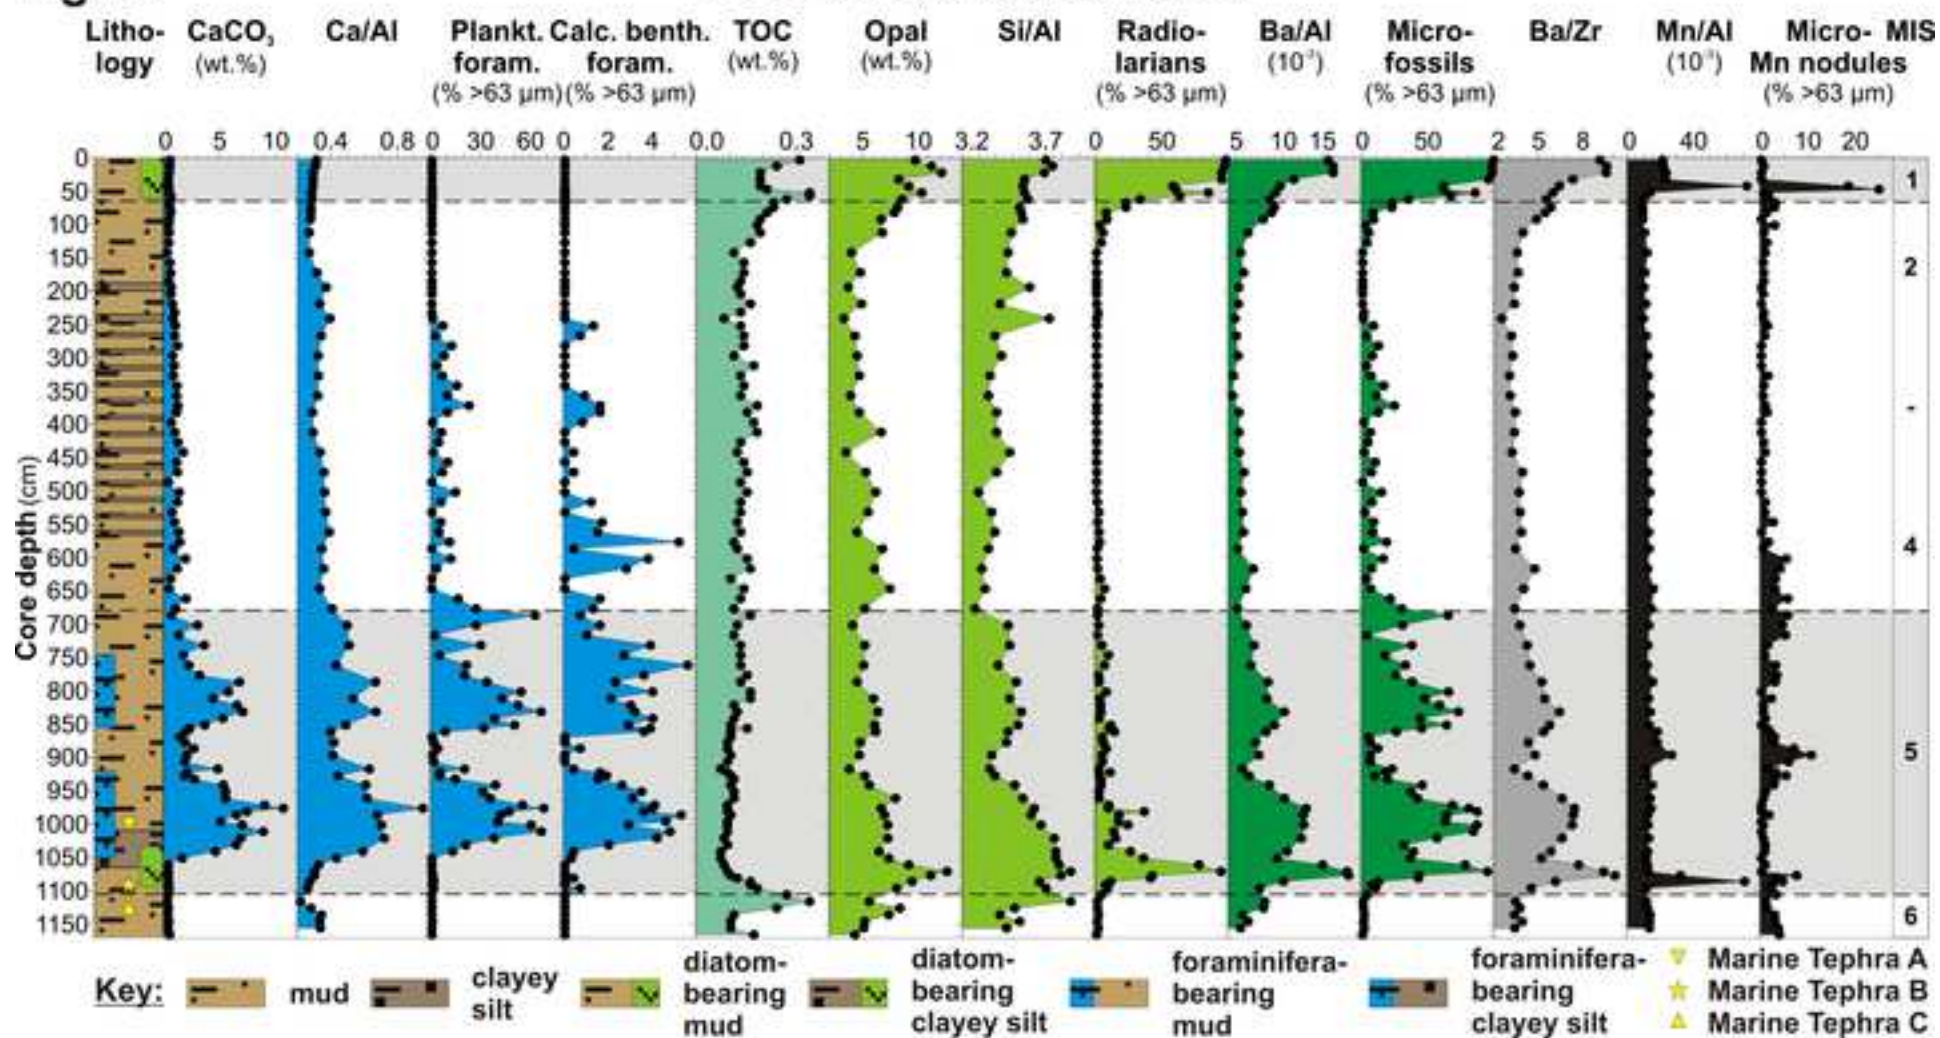 Litho- CaCO₃ Ca/Al Plankt. Calc. benth. TOC Opal Si/Al Radio- Ba/Al Micro- Ba/Zr Mn/Al Micro- MIS
logy (wt.%) foram. foram. (wt.%) (wt.%) larians (10⁻³) fossils (10⁻³) Mn nodules
(% >63 µm) (% >63 µm) (% >63 µm) (% >63 µm) (% >63 µm)
0 5 10 0.4 0.8 0 30 60 0 2 4 0.0 0.3 5 10 3.2 3.7 0 50 5 10 15 0 50 2 5 8 0 40 0 10 20
0
50 1
100
150
200 2
250
300
350
400 -
450
500
550
600 4
650
700
750
800
850
900 5
950
1000
1050
1100
1150 6
Core depth (cm)
Key: mud
clayey
silt
diatom-
bearing
mud
diatom-
bearing
clayey silt
foraminifera-
bearing
mud
foraminifera-
bearing
clayey silt
Marine Tephra A
Marine Tephra B
Marine Tephra C